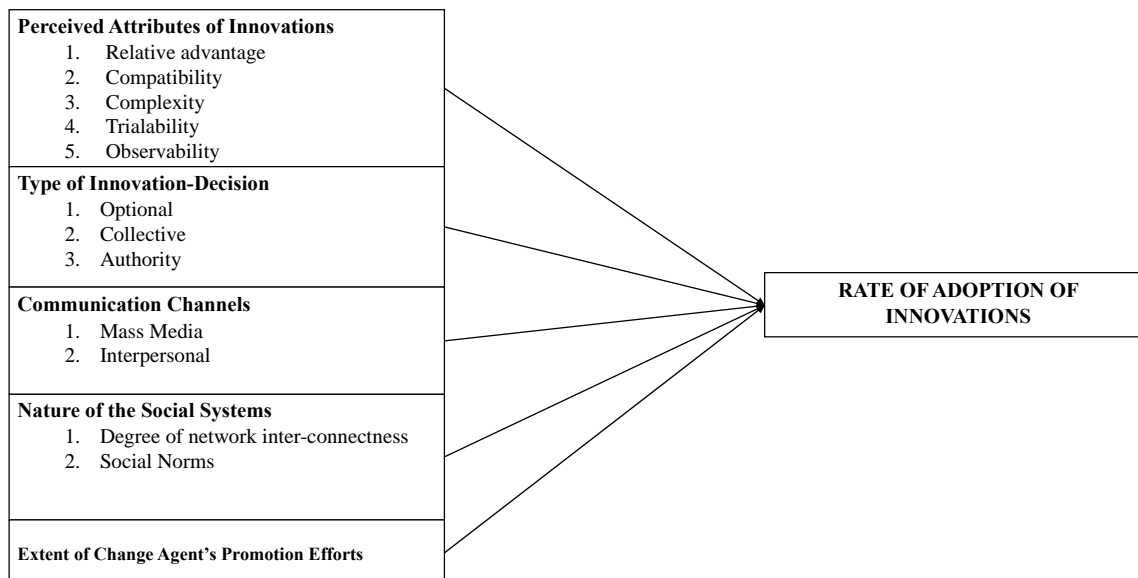 Perceived Attributes of Innovations
1. Relative advantage
2. Compatibility
3. Complexity
4. Trialability
5. Observability
Type of Innovation-Decision
1. Optional
2. Collective
3. Authority
Communication Channels
1. Mass Media
2. Interpersonal
Nature of the Social Systems
1. Degree of network inter-connectness
2. Social Norms
Extent of Change Agent’s Promotion Efforts
RATE OF ADOPTION OF
INNOVATIONS